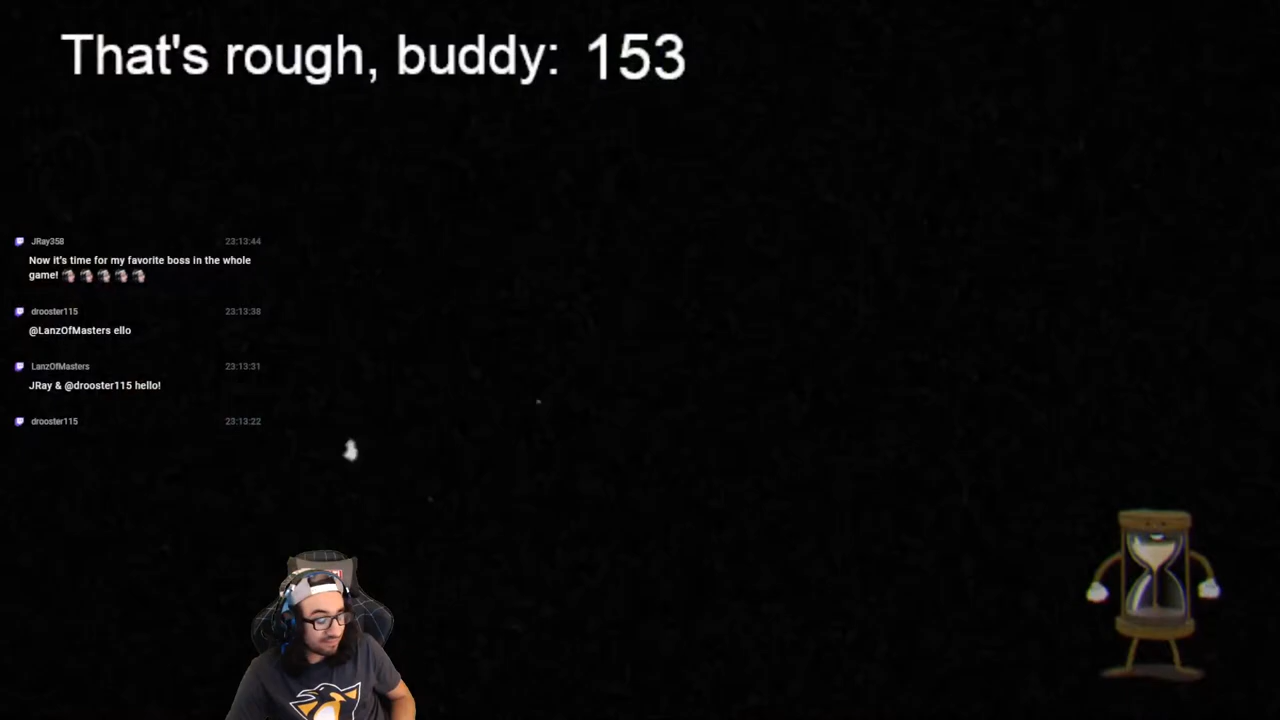 That's rough, buddy: 153
JRay358 23:13:44
Now it's time for my favorite boss in the whole
game!
drooster115 23:13:38
@LanzOfMasters ello
LanzOfMasters 23:13:31
JRay & @drooster115 hello!
drooster115 23:13:22